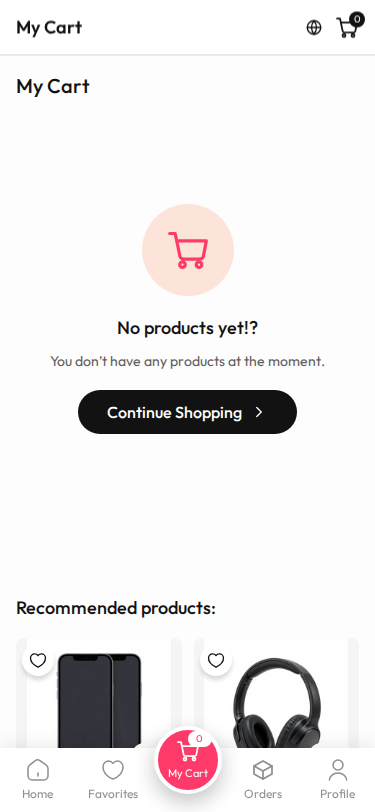 My Cart
0
My Cart
No products yet!?
You don't have any products at the moment.
Continue Shopping
Recommended products:
0
Home
Favorites
My Cart
Orders
Profile